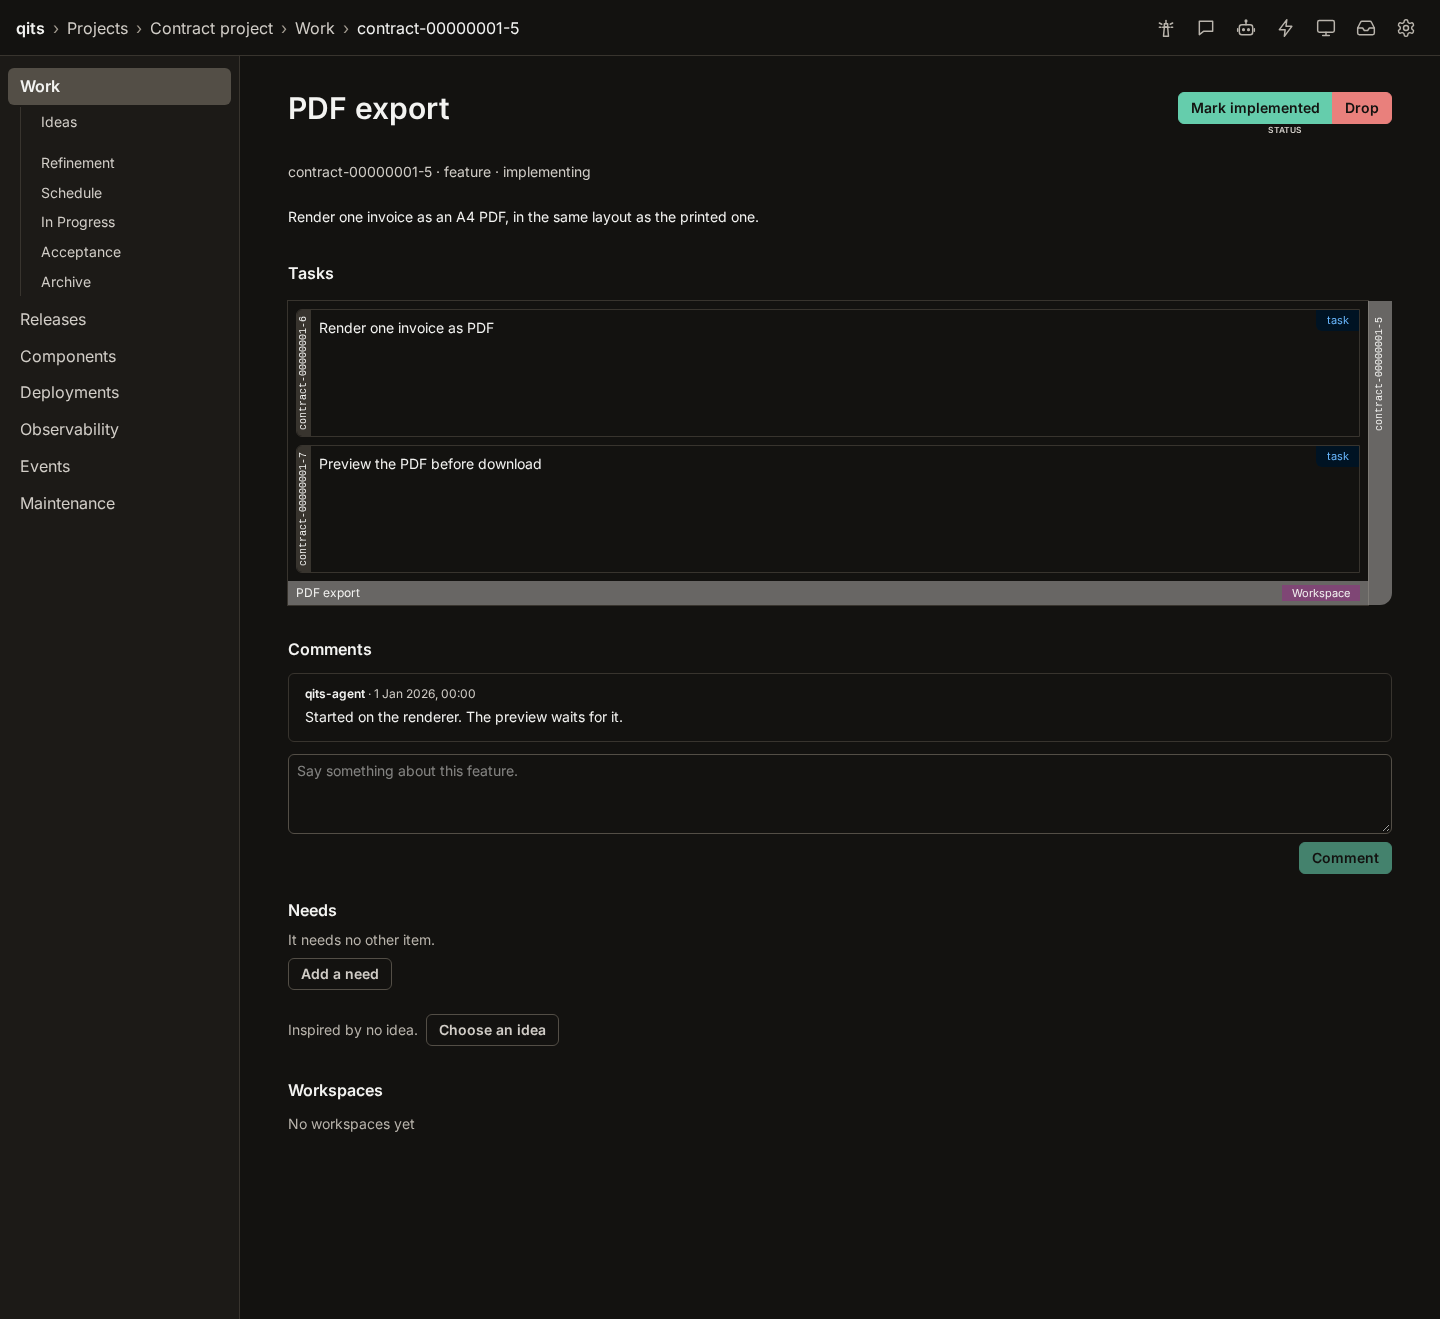 qits › Projects › Contract project › Work › contract-00000001-5
Work
Ideas
Refinement
Schedule
In Progress
Acceptance
Archive
Releases
Components
Deployments
Observability
Events
Maintenance
PDF export
Mark implemented
Drop
STATUS
contract-00000001-5 · feature · implementing
Render one invoice as an A4 PDF, in the same layout as the printed one.
Tasks
contract-00000001-6
Render one invoice as PDF
task
contract-00000001-7
Preview the PDF before download
task
contract-00000001-5
PDF export
Workspace
Comments
qits-agent · 1 Jan 2026, 00:00
Started on the renderer. The preview waits for it.
Say something about this feature.
Comment
Needs
It needs no other item.
Add a need
Inspired by no idea.
Choose an idea
Workspaces
No workspaces yet